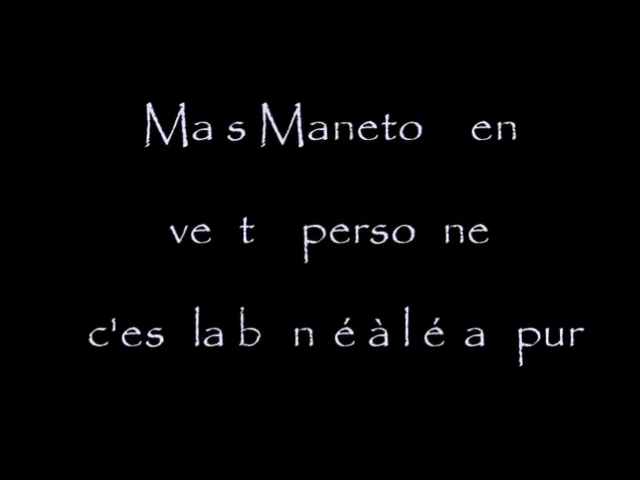 Ma s Maneto en
ve t perso ne
c'es la b n é à l é a pur